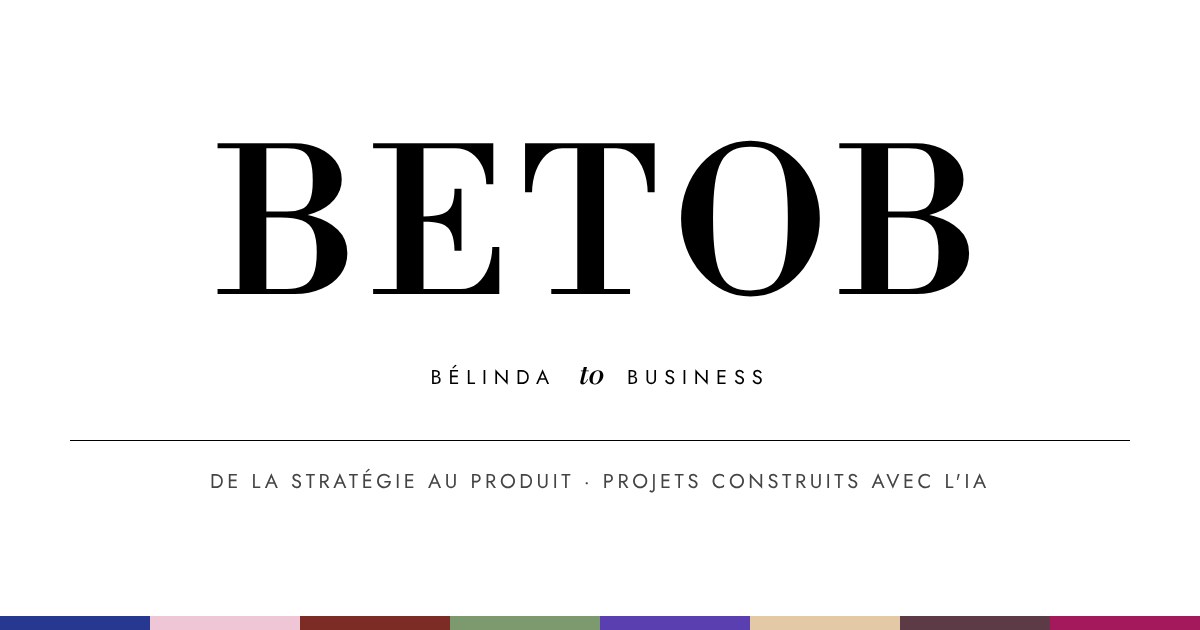 BETOB
BÉLINDA to BUSINESS
DE LA STRATÉGIE AU PRODUIT · PROJETS CONSTRUITS AVEC L'IA